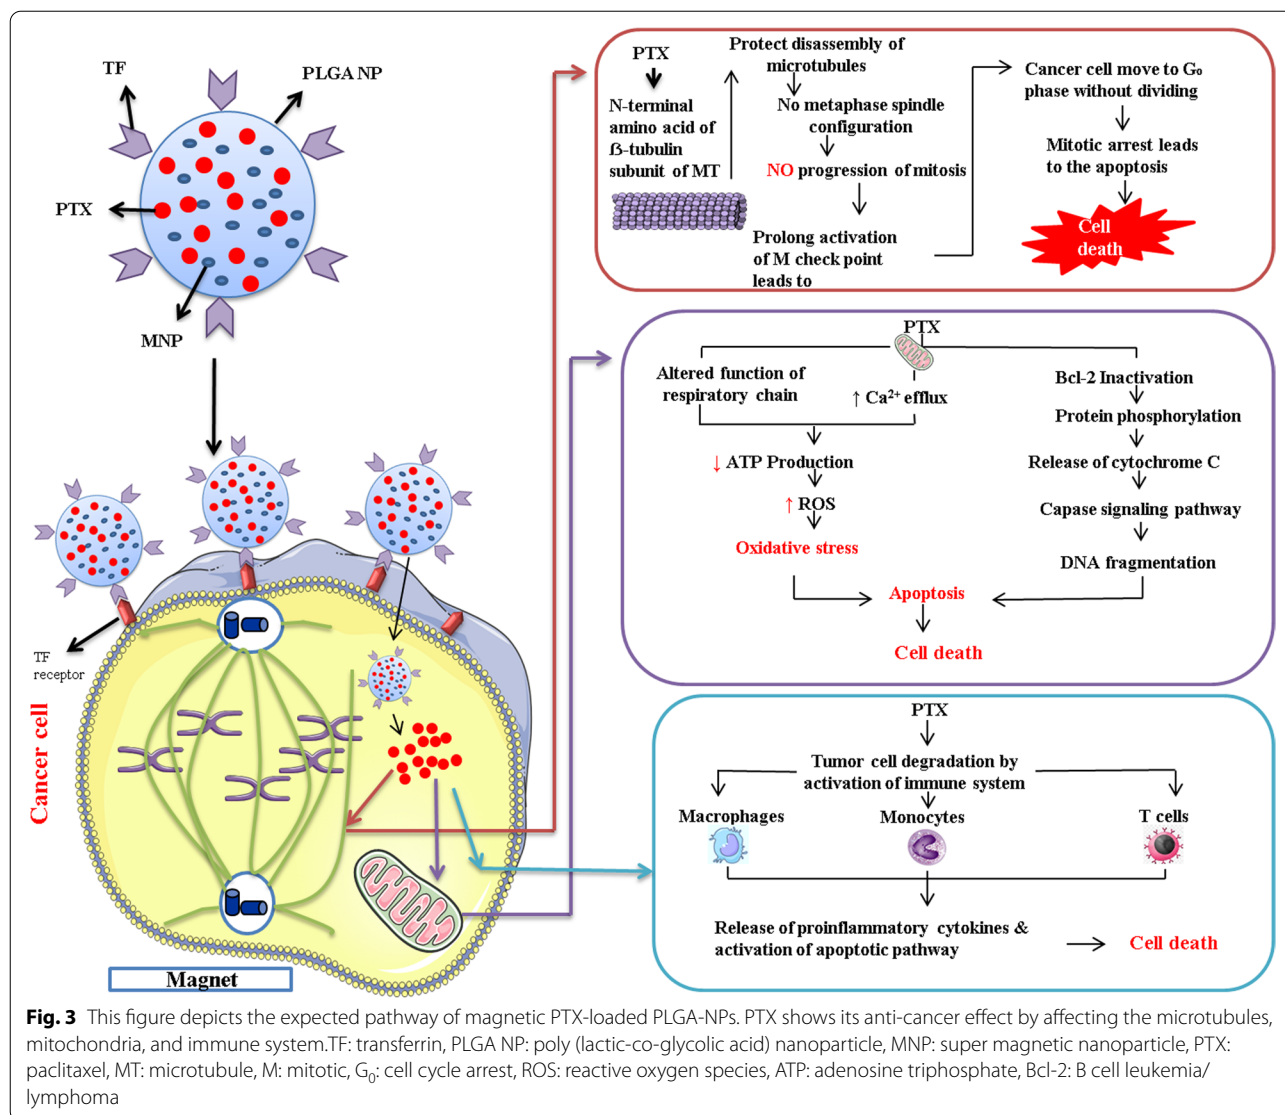 TF
PLGA NP
PTX
MNP
TF
receptor
Cancer cell
Magnet
PTX
N-terminal
amino acid of
ß-tubulin
subunit of MT
Protect disassembly of
microtubules
No metaphase spindle
configuration
NO progression of mitosis
Prolong activation
of M check point
leads to
Cancer cell move to G₀
phase without dividing
Mitotic arrest leads
to the apoptosis
Cell
death
PTX
Altered function of
respiratory chain
↑ Ca²⁺ efflux
↓ ATP Production
↑ ROS
Oxidative stress
Bcl-2 Inactivation
Protein phosphorylation
Release of cytochrome C
Capase signaling pathway
DNA fragmentation
Apoptosis
Cell death
PTX
Tumor cell degradation by
activation of immune system
Macrophages
Monocytes
T cells
Release of proinflammatory cytokines &
activation of apoptotic pathway
Cell death
Fig. 3 This figure depicts the expected pathway of magnetic PTX-loaded PLGA-NPs. PTX shows its anti-cancer effect by affecting the microtubules,
mitochondria, and immune system.TF: transferrin, PLGA NP: poly (lactic-co-glycolic acid) nanoparticle, MNP: super magnetic nanoparticle, PTX:
paclitaxel, MT: microtubule, M: mitotic, G₀: cell cycle arrest, ROS: reactive oxygen species, ATP: adenosine triphosphate, Bcl-2: B cell leukemia/
lymphoma